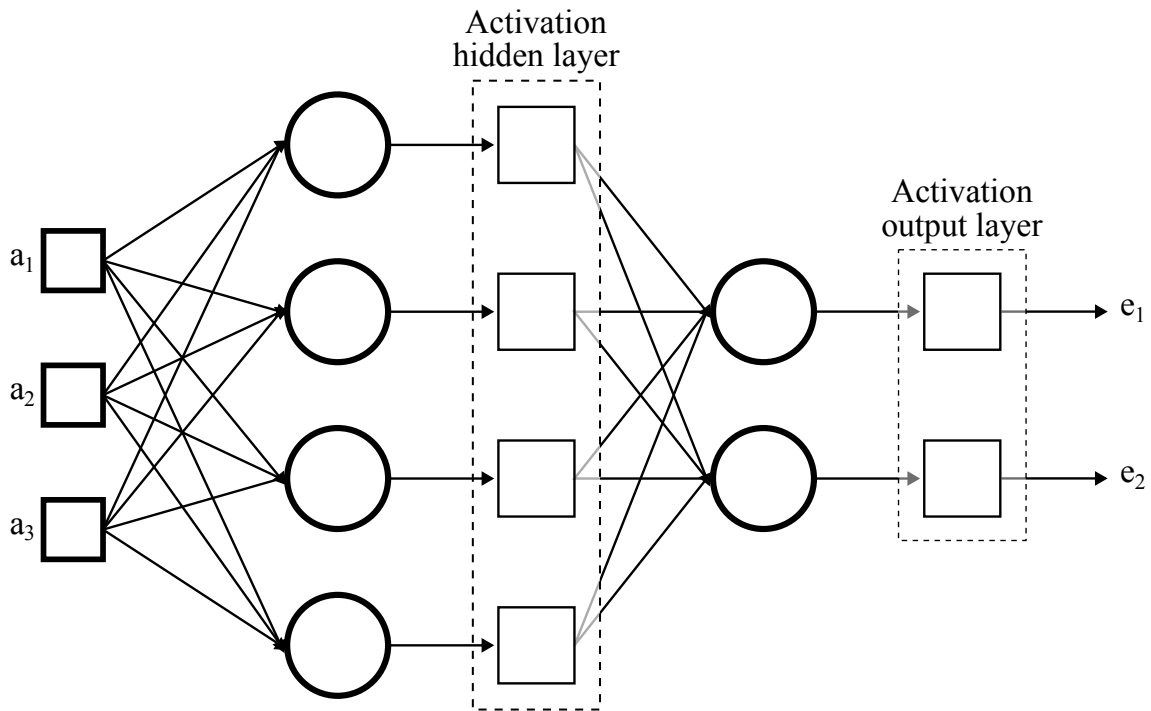 Activation
hidden layer
Activation
output layer
a₁
e₁
a₂
e₂
a₃